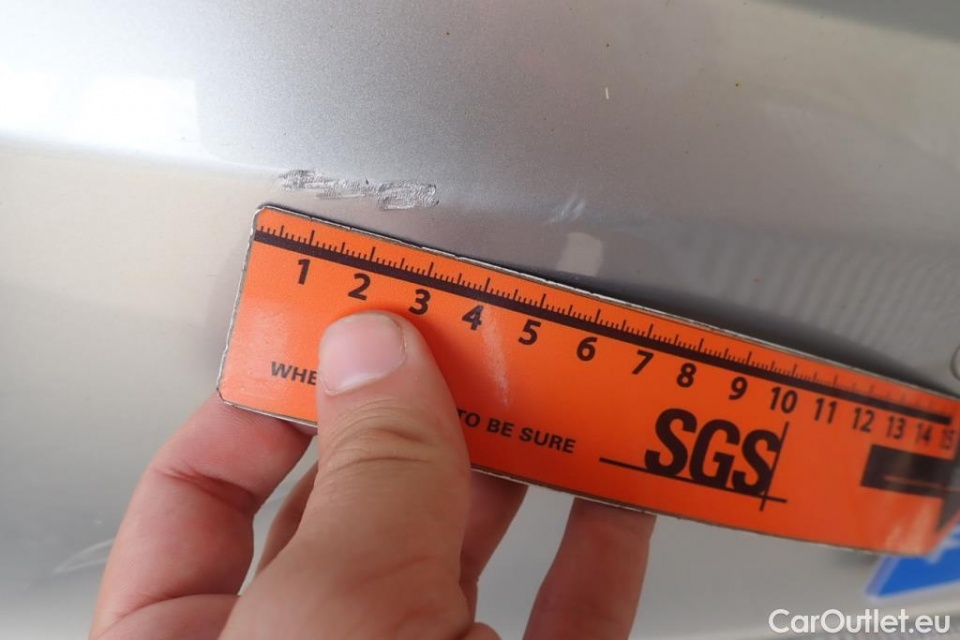 1 2 3 4 5 6 7 8 9 10 11 12 13 14 15
WHE TO BE SURE
SGS
CarOutlet.eu